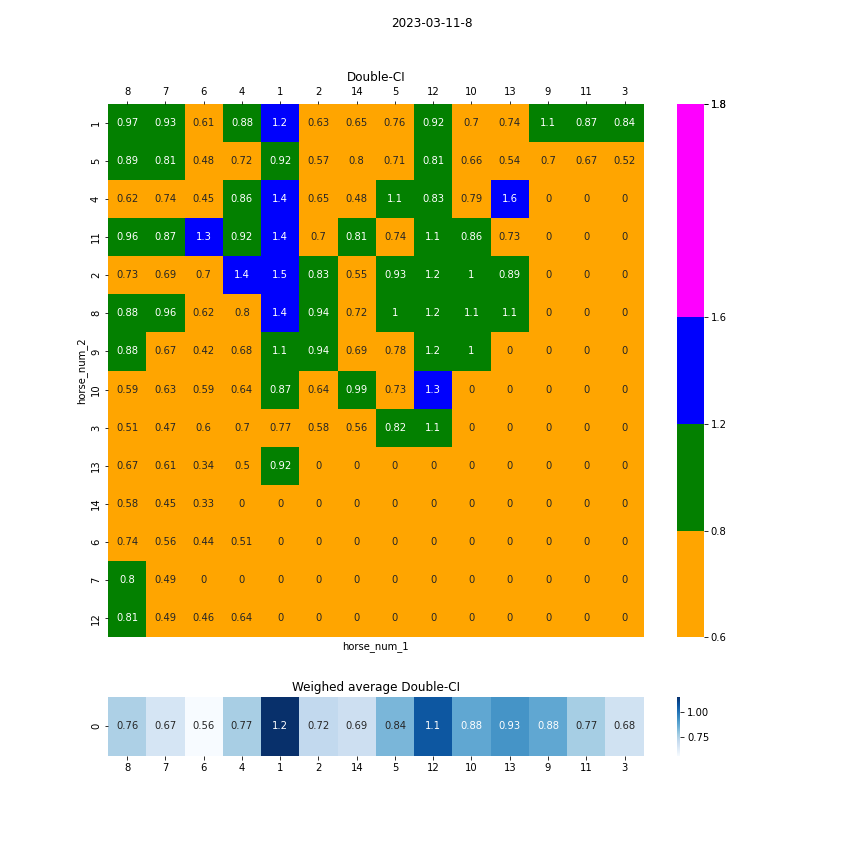 2023-03-11-8
Double-CI
8 7 6 4 1 2 14 5 12 10 13 9 11 3
1 0.97 0.93 0.61 0.88 1.2 0.63 0.65 0.76 0.92 0.7 0.74 1.1 0.87 0.84
5 0.89 0.81 0.48 0.72 0.92 0.57 0.8 0.71 0.81 0.66 0.54 0.7 0.67 0.52
4 0.62 0.74 0.45 0.86 1.4 0.65 0.48 1.1 0.83 0.79 1.6 0 0 0
11 0.96 0.87 1.3 0.92 1.4 0.7 0.81 0.74 1.1 0.86 0.73 0 0 0
2 0.73 0.69 0.7 1.4 1.5 0.83 0.55 0.93 1.2 1 0.89 0 0 0
8 0.88 0.96 0.62 0.8 1.4 0.94 0.72 1 1.2 1.1 1.1 0 0 0
9 0.88 0.67 0.42 0.68 1.1 0.94 0.69 0.78 1.2 1 0 0 0 0
10 0.59 0.63 0.59 0.64 0.87 0.64 0.99 0.73 1.3 0 0 0 0 0
3 0.51 0.47 0.6 0.7 0.77 0.58 0.56 0.82 1.1 0 0 0 0 0
13 0.67 0.61 0.34 0.5 0.92 0 0 0 0 0 0 0 0 0
14 0.58 0.45 0.33 0 0 0 0 0 0 0 0 0 0 0
6 0.74 0.56 0.44 0.51 0 0 0 0 0 0 0 0 0 0
7 0.8 0.49 0 0 0 0 0 0 0 0 0 0 0 0
12 0.81 0.49 0.46 0.64 0 0 0 0 0 0 0 0 0 0
horse_num_2
horse_num_1
1.8
1.6
1.2
0.8
0.6
Weighed average Double-CI
0 0.76 0.67 0.56 0.77 1.2 0.72 0.69 0.84 1.1 0.88 0.93 0.88 0.77 0.68
8 7 6 4 1 2 14 5 12 10 13 9 11 3
1.00
0.75